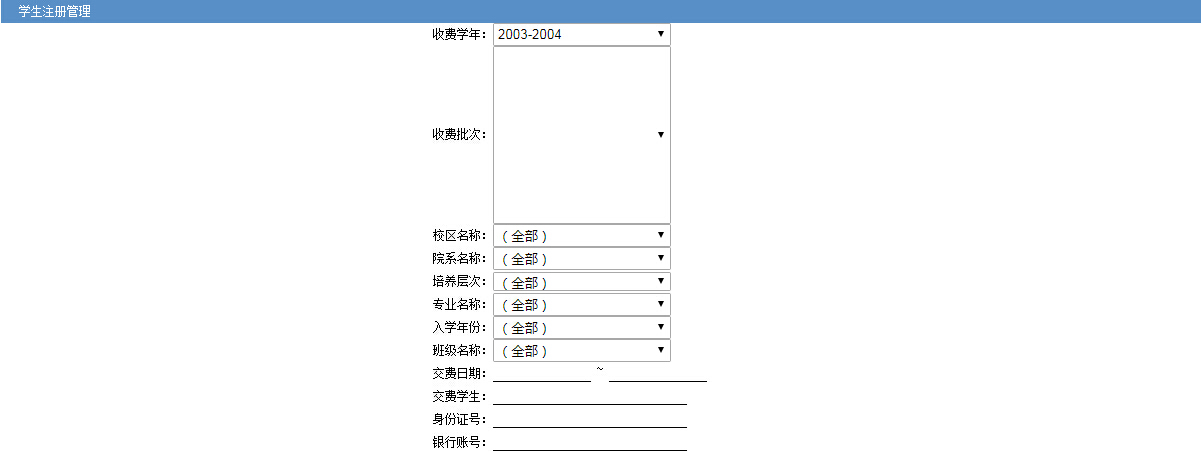 学生注册管理
收费学年： 2003-2004
收费批次：
校区名称： （全部）
院系名称： （全部）
培养层次： （全部）
专业名称： （全部）
入学年份： （全部）
班级名称： （全部）
交费日期： ~
交费学生：
身份证号：
银行账号：